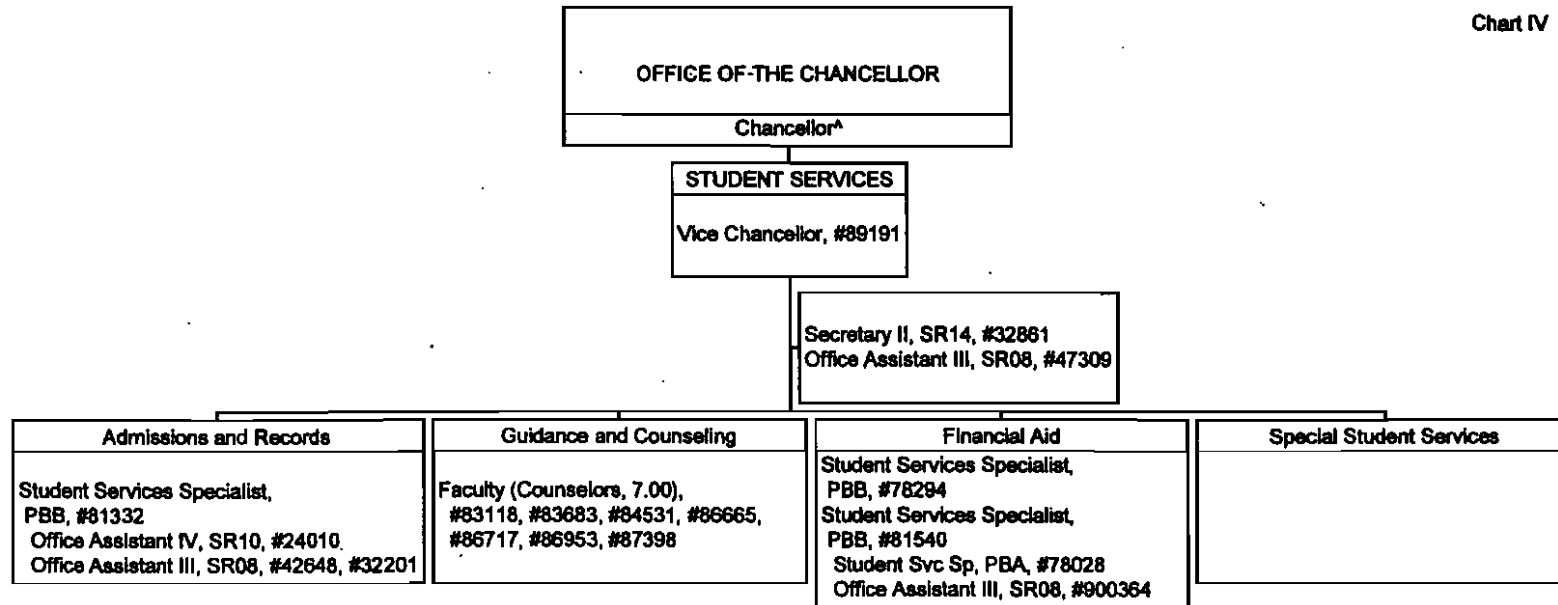 Chart IV
OFFICE OF-THE CHANCELLOR
Chancellor^
STUDENT SERVICES
Vice Chancellor, #89191
Secretary II, SR14, #32861
Office Assistant III, SR08, #47309
Admissions and Records
Student Services Specialist,
PBB, #81332
Office Assistant IV, SR10, #24010
Office Assistant III, SR08, #42648, #32201
Guidance and Counseling
Faculty (Counselors, 7.00),
#83118, #83683, #84531, #86665,
#86717, #86953, #87398
Financial Aid
Student Services Specialist,
PBB, #78294
Student Services Specialist,
PBB, #81540
Student Svc Sp, PBA, #78028
Office Assistant III, SR08, #900364
Special Student Services